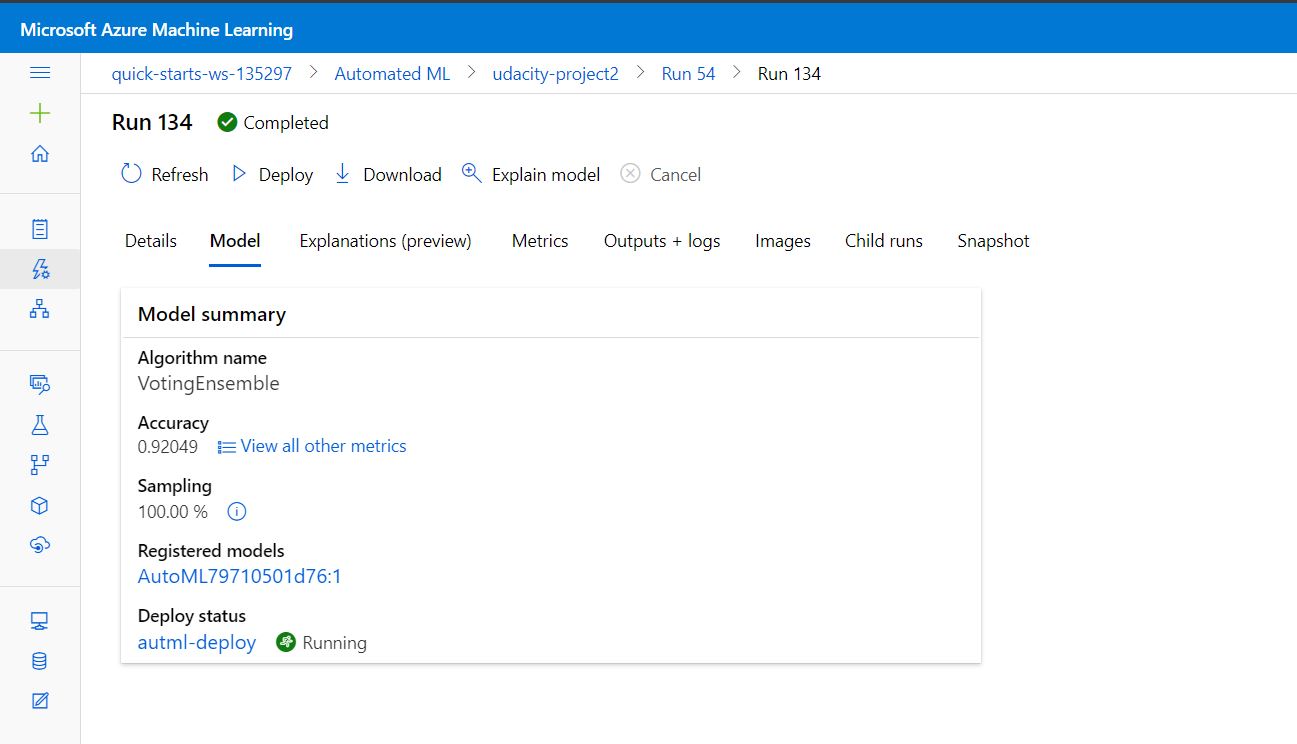 Microsoft Azure Machine Learning
quick-starts-ws-135297 > Automated ML > udacity-project2 > Run 54 > Run 134
Run 134 Completed
Refresh Deploy Download Explain model Cancel
Details Model Explanations (preview) Metrics Outputs + logs Images Child runs Snapshot
Model summary
Algorithm name
VotingEnsemble
Accuracy
0.92049 View all other metrics
Sampling
100.00 %
Registered models
AutoML79710501d76:1
Deploy status
autml-deploy Running